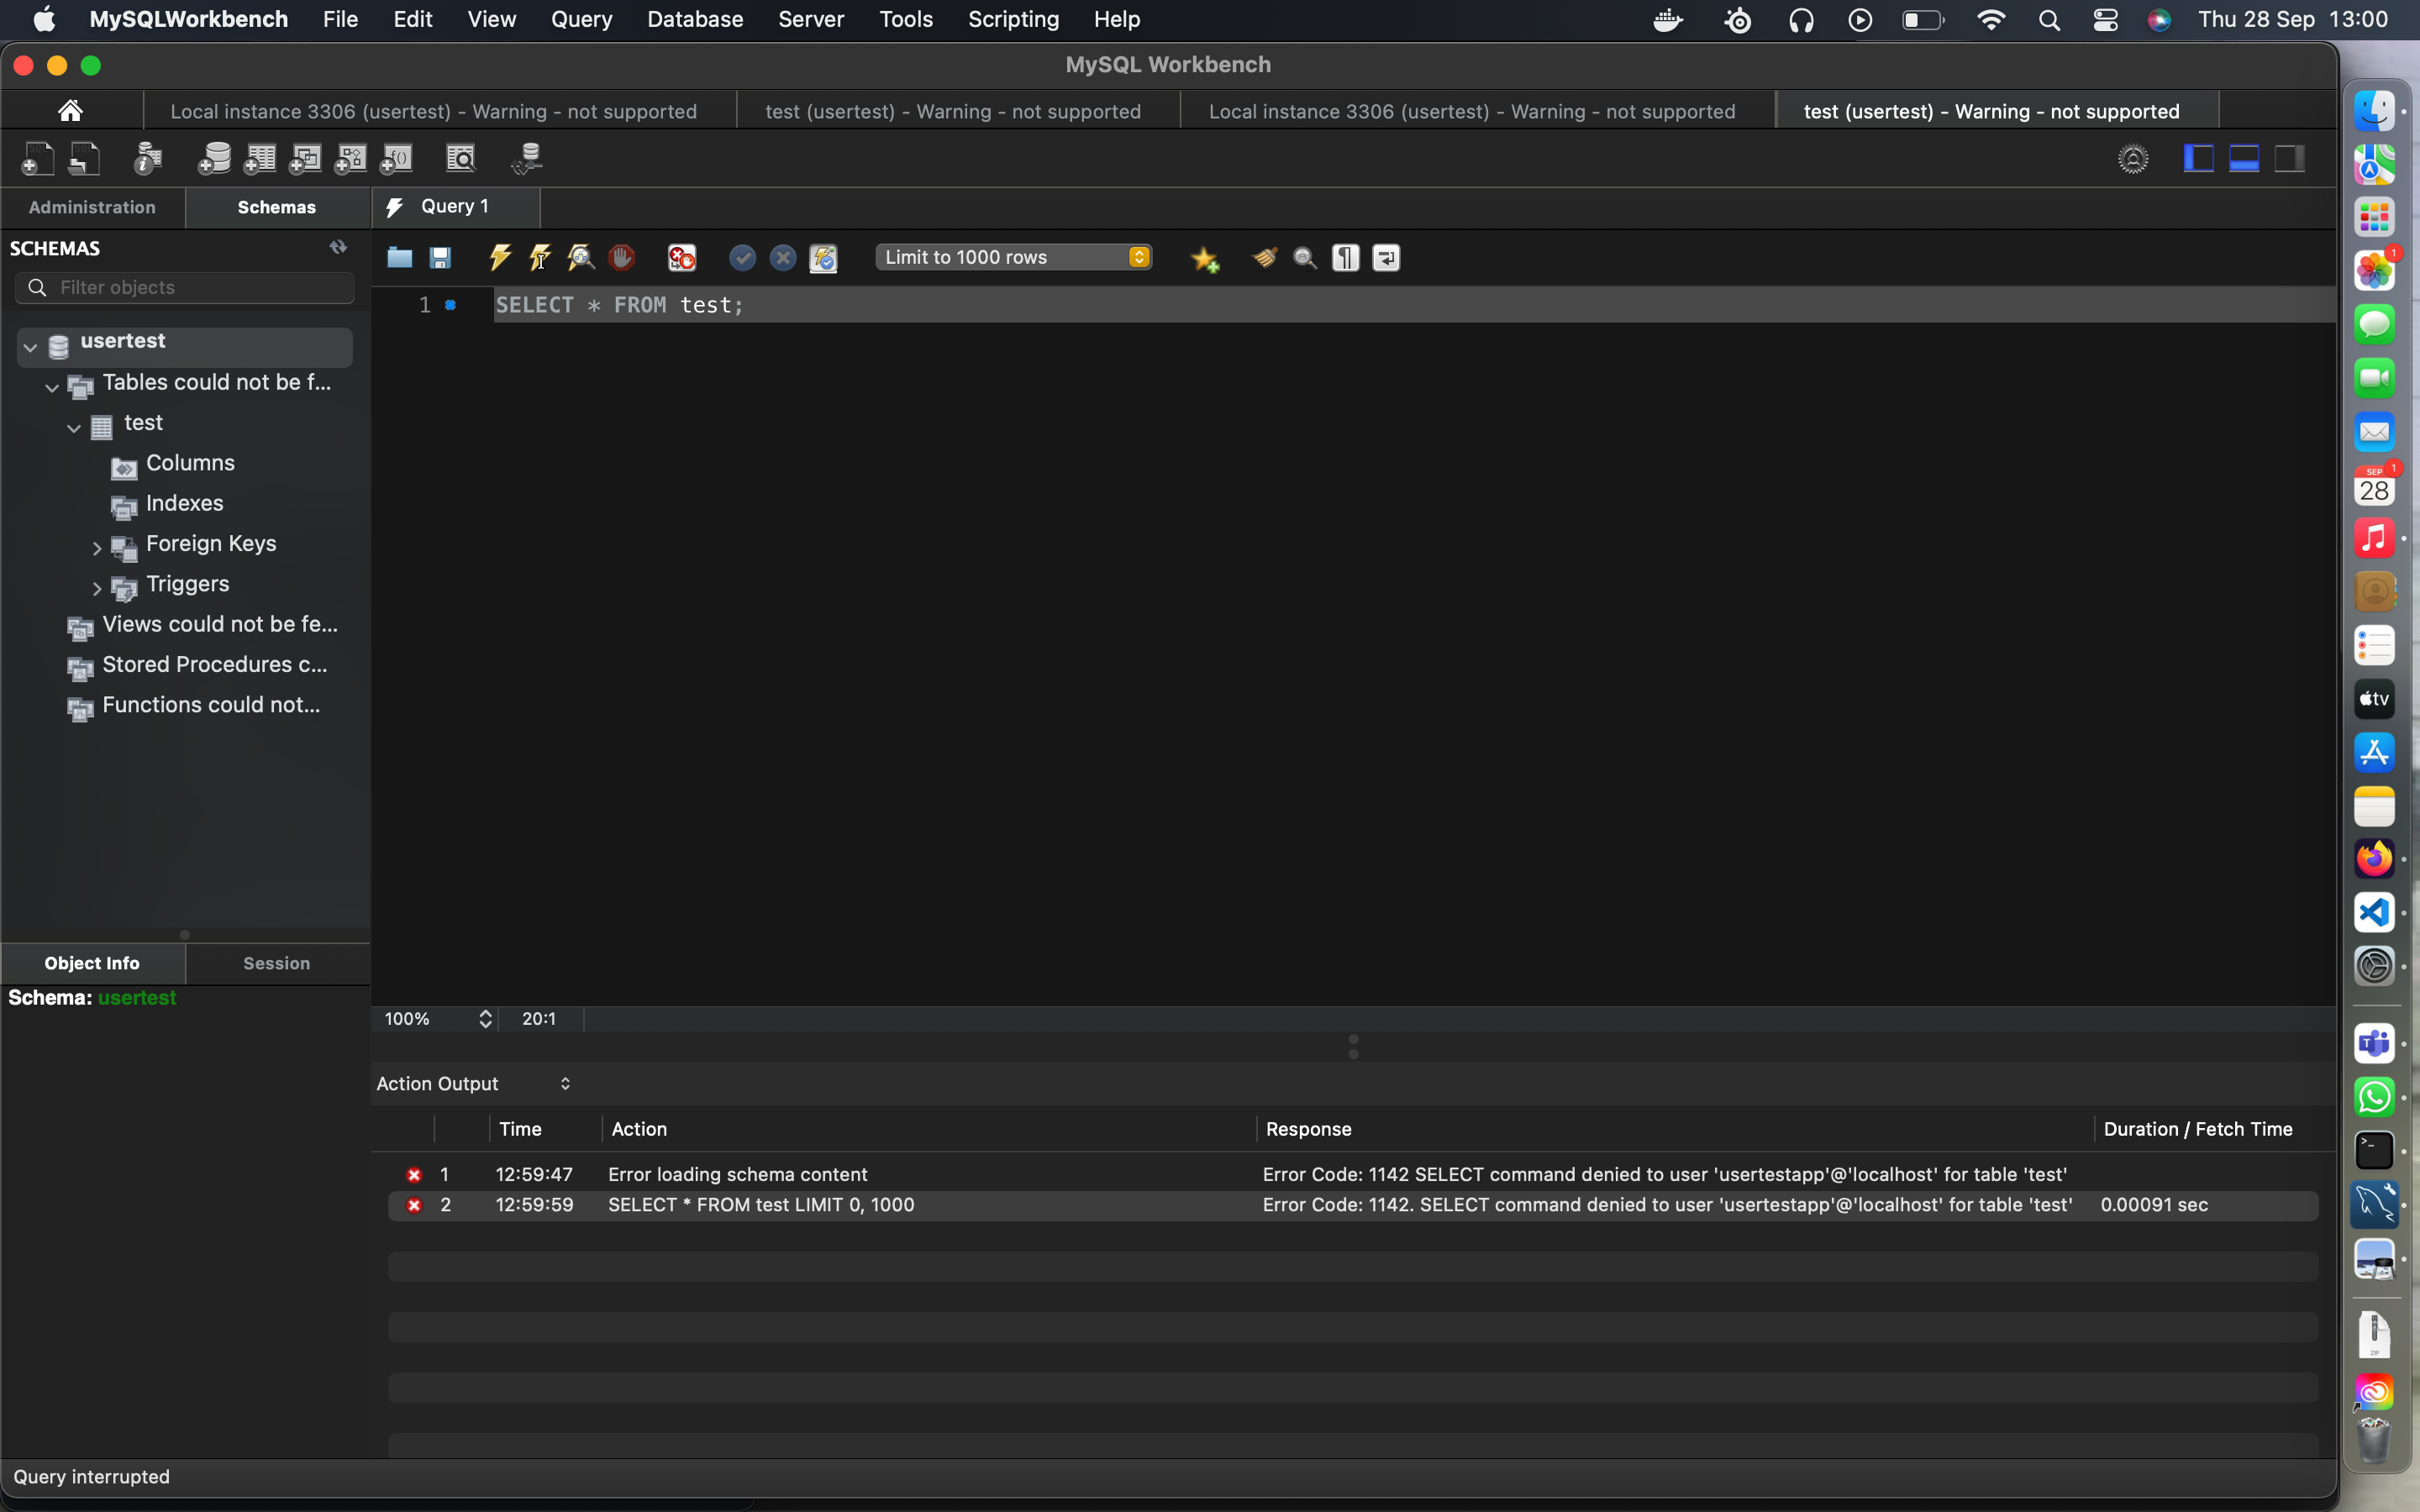 MySQLWorkbench File Edit View Query Database Server Tools Scripting Help Thu 28 Sep 13:00
MySQL Workbench
Local instance 3306 (usertest) - Warning - not supported test (usertest) - Warning - not supported Local instance 3306 (usertest) - Warning - not supported test (usertest) - Warning - not supported
Administration Schemas Query 1
SCHEMAS
Limit to 1000 rows
Filter objects
1 SELECT * FROM test;
usertest
Tables could not be f...
test
Columns
Indexes
Foreign Keys
Triggers
Views could not be fe...
Stored Procedures c...
Functions could not...
Object Info Session
Schema: usertest
100% 20:1
Action Output
Time Action Response Duration / Fetch Time
1 12:59:47 Error loading schema content Error Code: 1142 SELECT command denied to user 'usertestapp'@'localhost' for table 'test'
2 12:59:59 SELECT * FROM test LIMIT 0, 1000 Error Code: 1142. SELECT command denied to user 'usertestapp'@'localhost' for table 'test' 0.00091 sec
Query interrupted
1
SEP
1
28
tv
T
ZIP